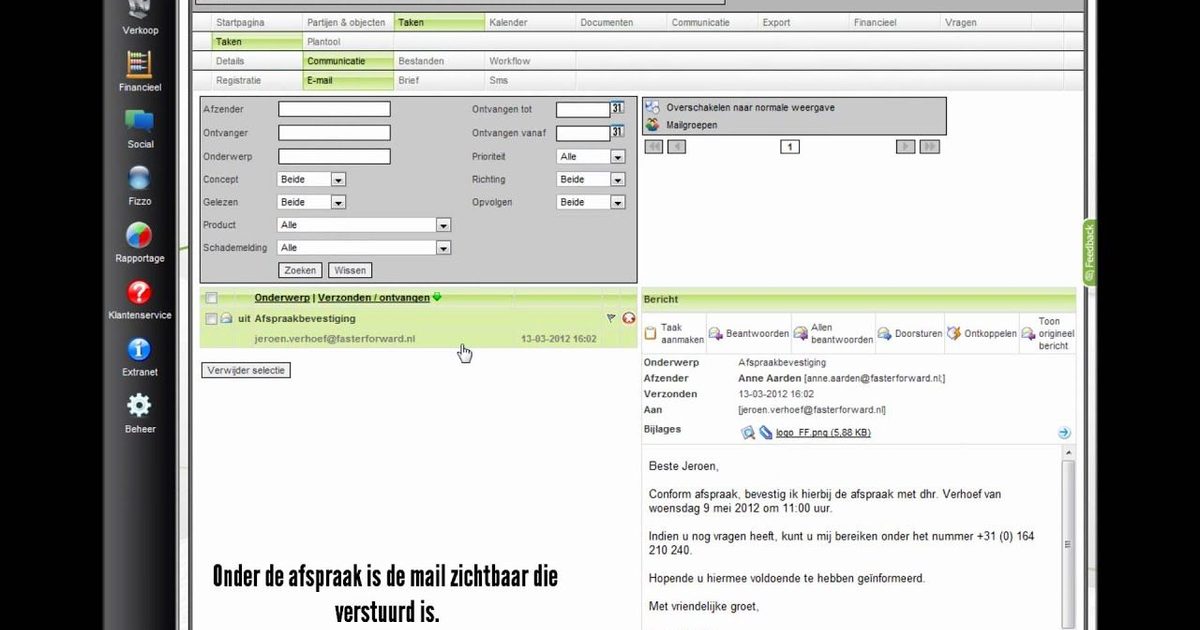 Verkoop
Financieel
Social
Fizzo
Rapportage
Klantenservice
Extranet
Beheer
Startpagina Partijen & objecten Taken Kalender Documenten Communicatie Export Financieel Vragen
Taken Plantool
Details Communicatie Bestanden Workflow
Registratie E-mail Brief Sms
Afzender Ontvangen tot 31
Ontvanger Ontvangen vanaf 31
Onderwerp Prioriteit Alle
Concept Beide Richting Beide
Gelezen Beide Opvolgen Beide
Product Alle
Schademelding Alle
Zoeken Wissen
Overschakelen naar normale weergave
Mailgroepen
1
Feedback
Onderwerp | Verzonden / ontvangen
uit Afspraakbevestiging
jeroen.verhoef@fasterforward.nl 13-03-2012 16:02
Verwijder selectie
Bericht
Taak aanmaken
Beantwoorden
Allen beantwoorden
Doorsturen
Ontkoppelen
Toon origineel bericht
Onderwerp Afspraakbevestiging
Afzender Anne Aarden [anne.aarden@fasterforward.nl;]
Verzonden 13-03-2012 16:02
Aan [jeroen.verhoef@fasterforward.nl]
Bijlages logo_FF.png (5,88 KB)
Beste Jeroen,
Conform afspraak, bevestig ik hierbij de afspraak met dhr. Verhoef van
woensdag 9 mei 2012 om 11:00 uur.
Indien u nog vragen heeft, kunt u mij bereiken onder het nummer +31 (0) 164
210 240.
Hopende u hiermee voldoende te hebben geïnformeerd.
Met vriendelijke groet,
Onder de afspraak is de mail zichtbaar die
verstuurd is.